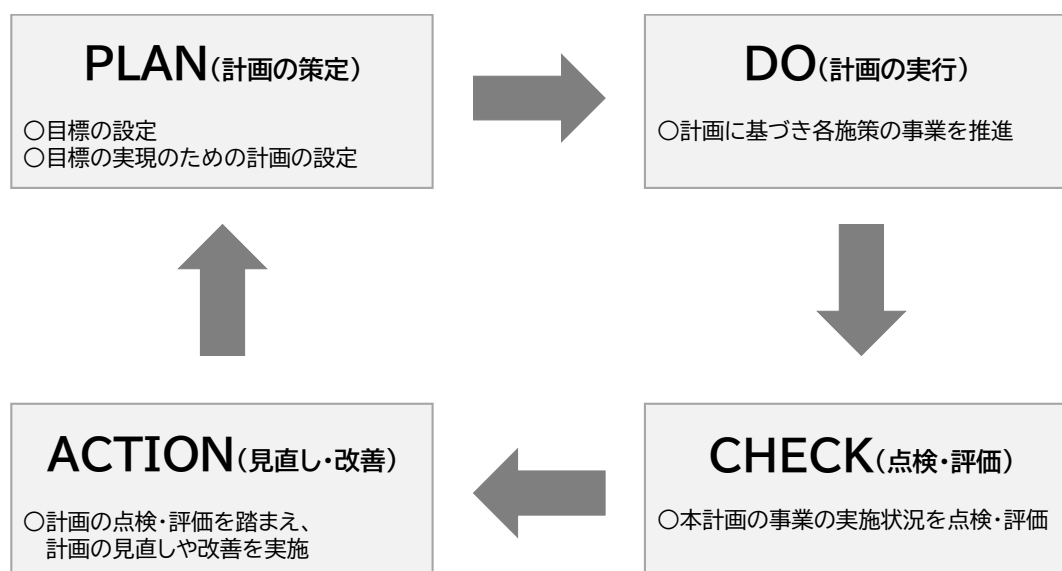 PLAN(計画の策定)
○目標の設定
○目標の実現のための計画の設定
DO(計画の実行)
○計画に基づき各施策の事業を推進
ACTION(見直し・改善)
○計画の点検・評価を踏まえ、
計画の見直しや改善を実施
CHECK(点検・評価)
○本計画の事業の実施状況を点検・評価